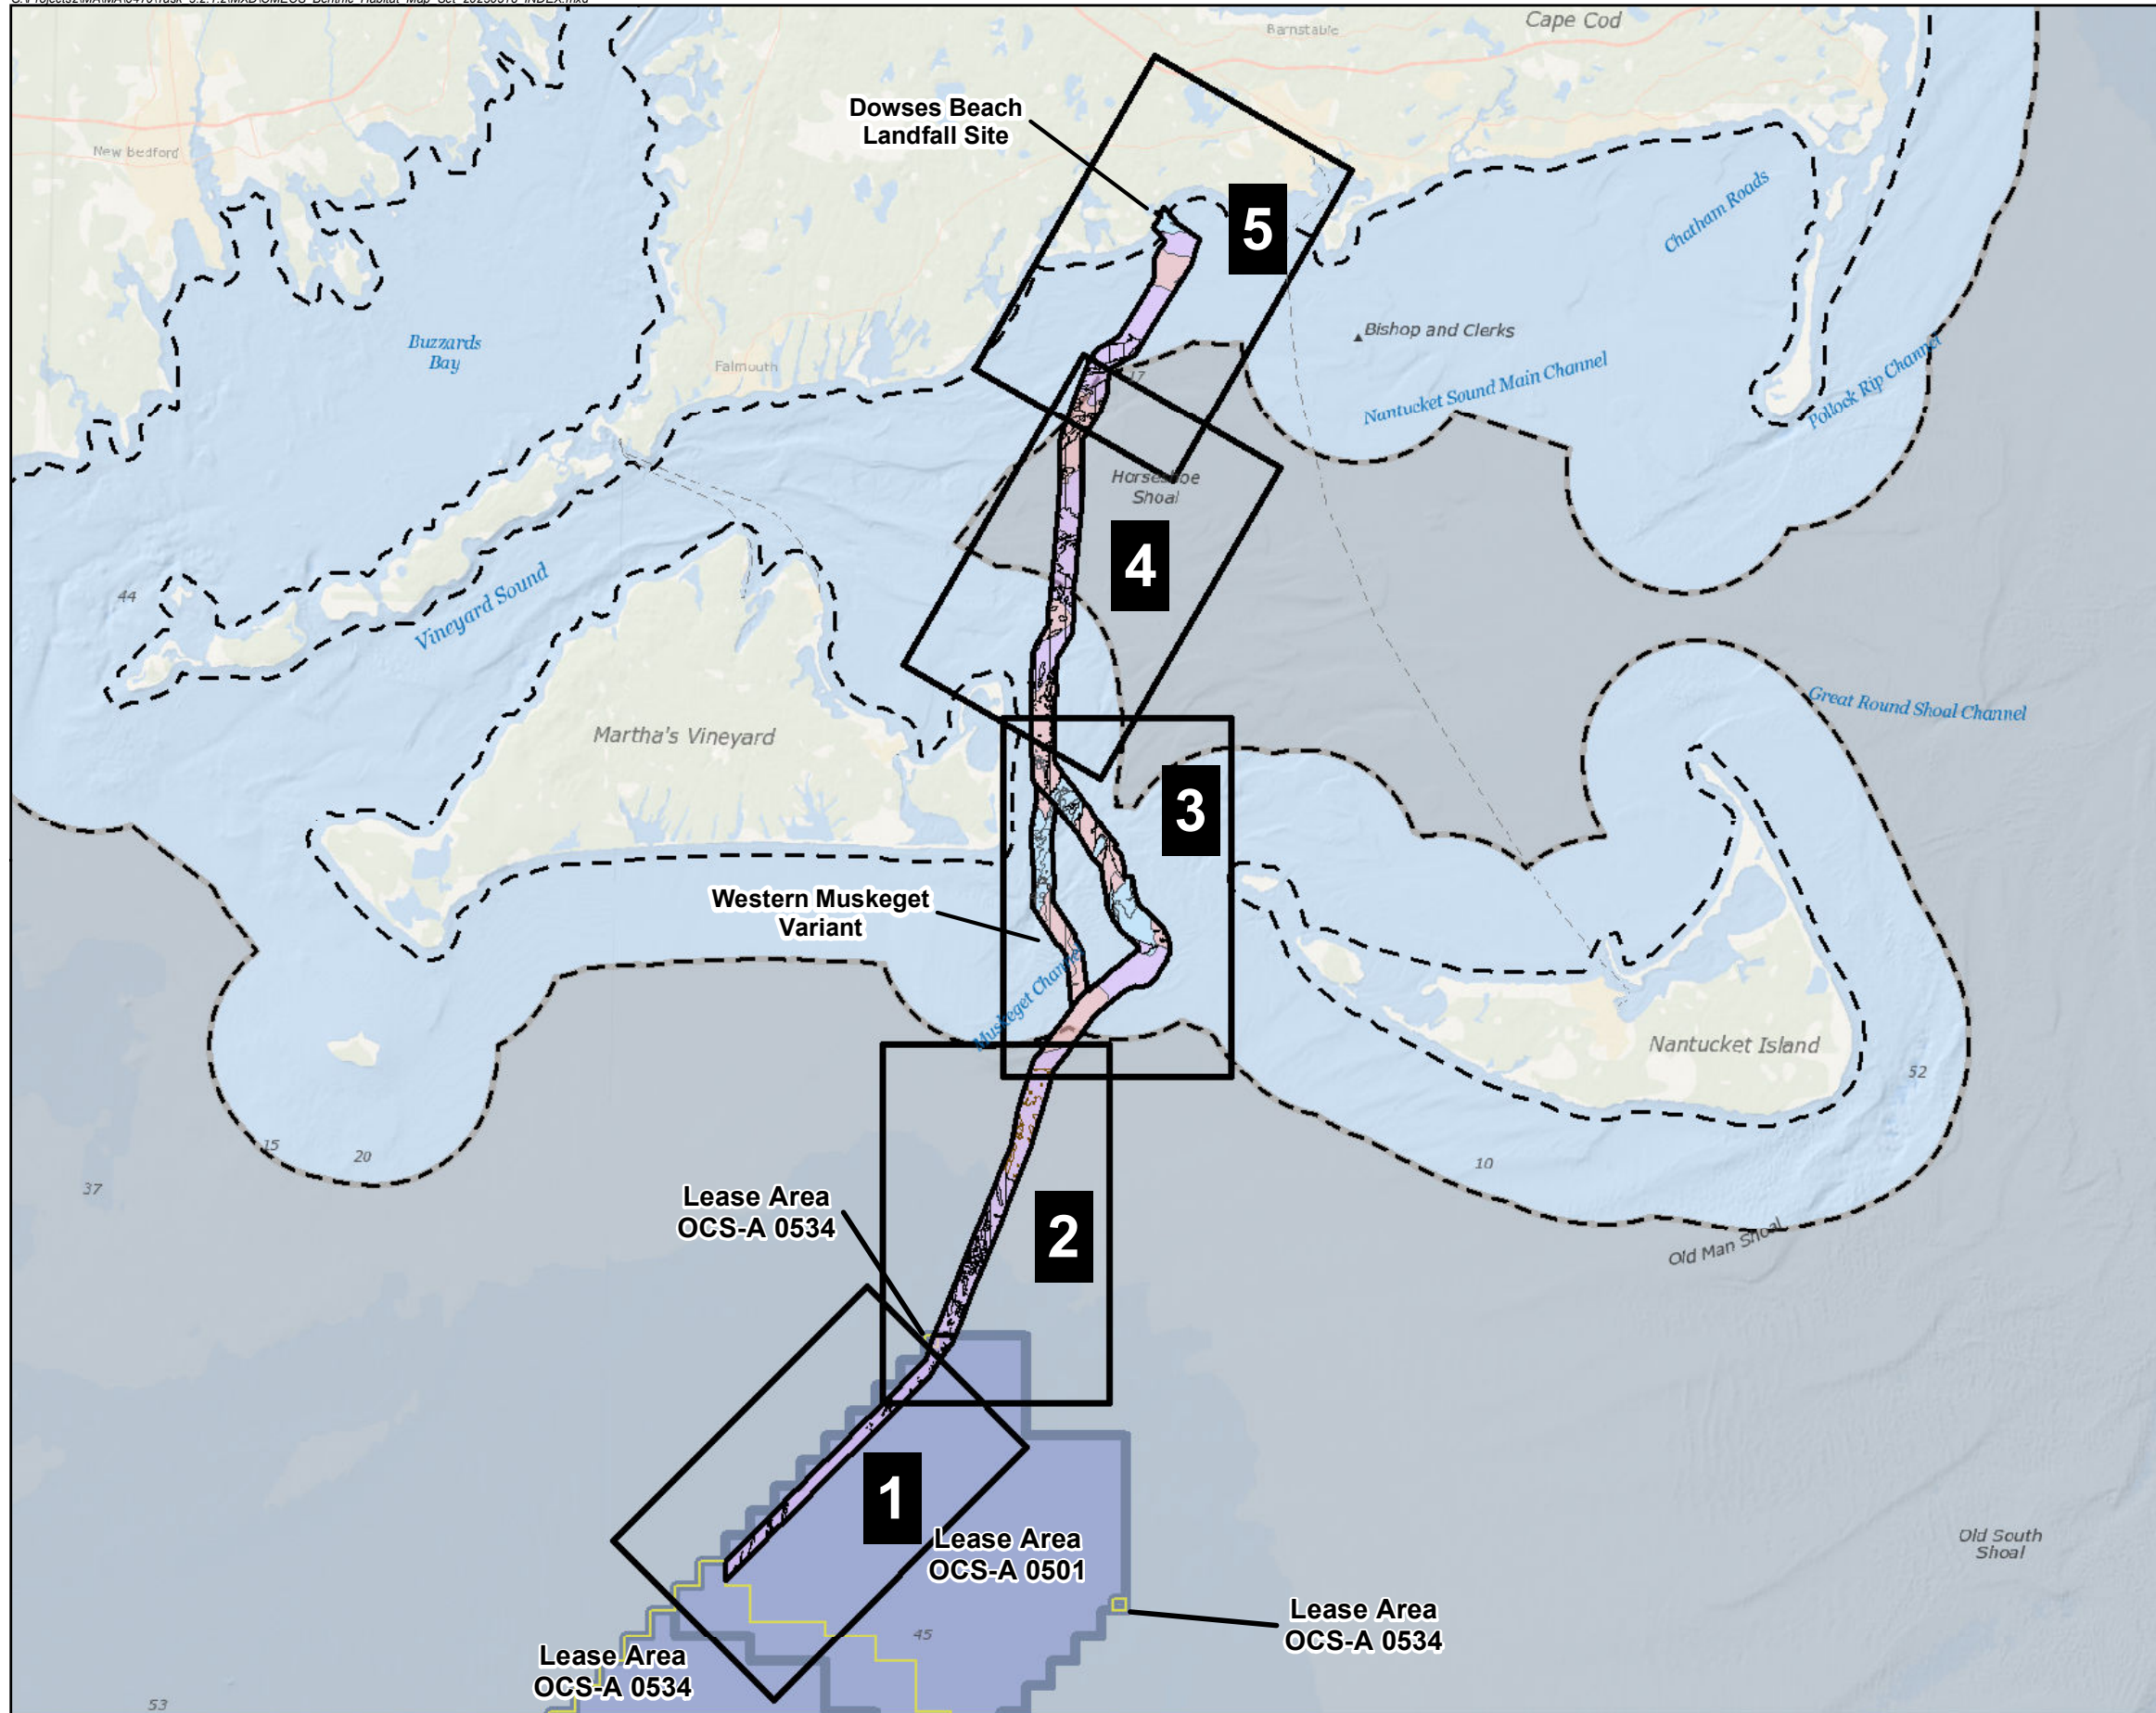 Cape Cod
Barnstable
Dowses Beach
Landfall Site
New Bedford
5
Chatham Roads
Buzzards
Bay
Bishop and Clerks
Falmouth
17
Nantucket Sound Main Channel
Pollock Rip Channel
Horseshoe
Shoal
4
44
Vineyard Sound
Great Round Shoal Channel
Martha's Vineyard
3
Western Muskeget
Variant
Muskeget Channel
Nantucket Island
52
15
20
10
37
Lease Area
OCS-A 0534
2
Old Man Shoal
1
Lease Area
OCS-A 0501
Old South
Shoal
Lease Area
OCS-A 0534
45
Lease Area
OCS-A 0534
53